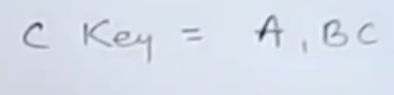 C Key = A, BC